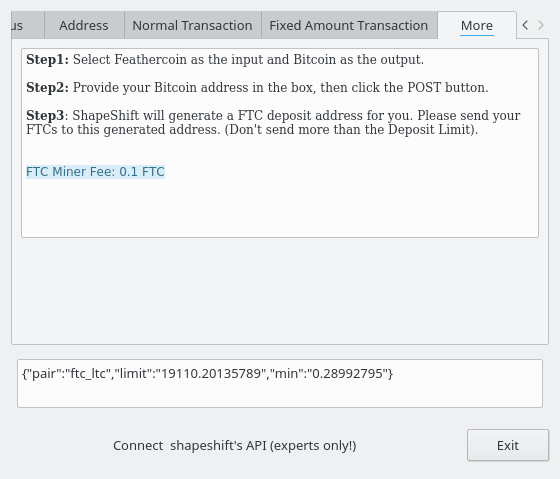 us Address Normal Transaction Fixed Amount Transaction More
Step1: Select Feathercoin as the input and Bitcoin as the output.
Step2: Provide your Bitcoin address in the box, then click the POST button.
Step3: ShapeShift will generate a FTC deposit address for you. Please send your
FTCs to this generated address. (Don't send more than the Deposit Limit).
FTC Miner Fee: 0.1 FTC
{"pair":"ftc_ltc","limit":"19110.20135789","min":"0.28992795"}
Connect  shapeshift's API (experts only!)
Exit